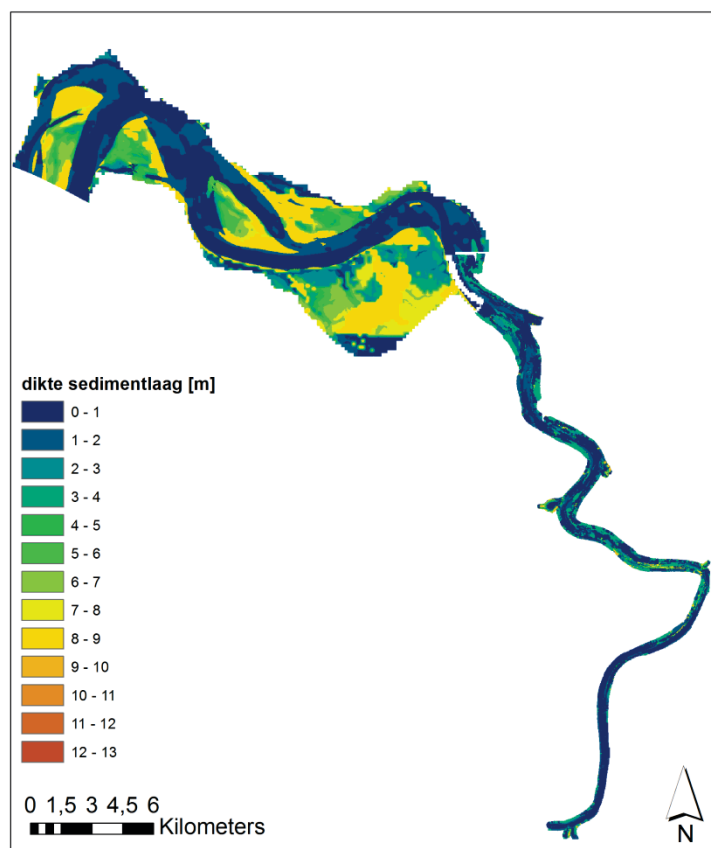 dikte sedimentlaag [m]
0 - 1
1 - 2
2 - 3
3 - 4
4 - 5
5 - 6
6 - 7
7 - 8
8 - 9
9 - 10
10 - 11
11 - 12
12 - 13
0 1,5 3 4,5 6
Kilometers
N